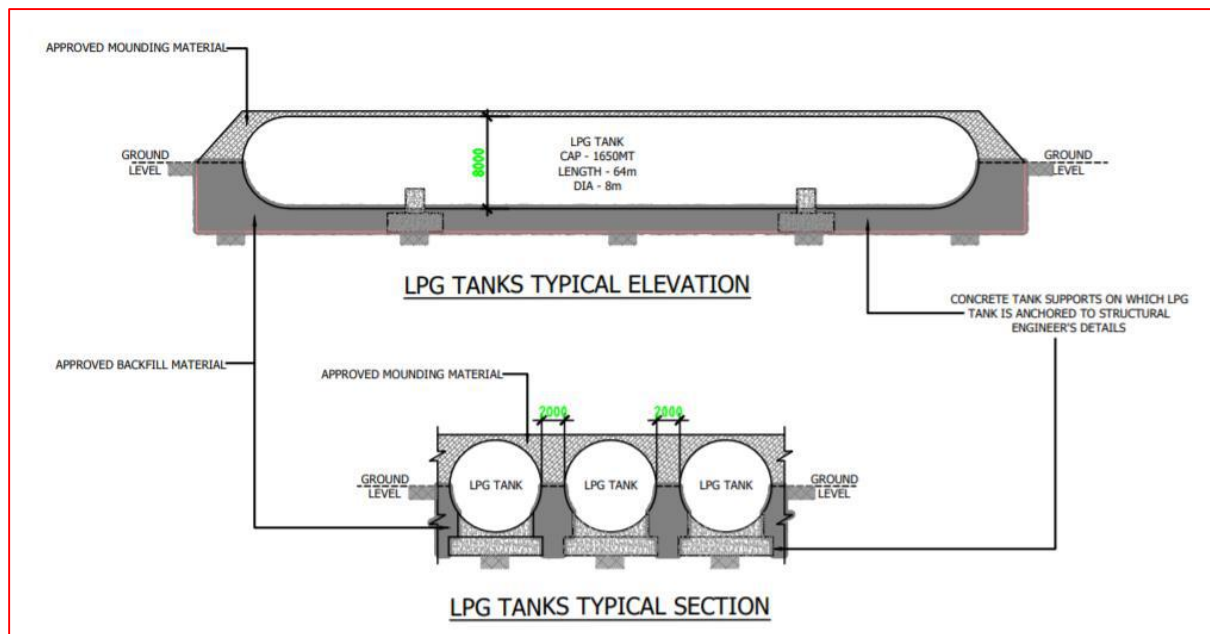 APPROVED MOUNDING MATERIAL
GROUND
LEVEL
8000
LPG TANK
CAP - 1650MT
LENGTH - 64m
DIA - 8m
GROUND
LEVEL
LPG TANKS TYPICAL ELEVATION
CONCRETE TANK SUPPORTS ON WHICH LPG
TANK IS ANCHORED TO STRUCTURAL
ENGINEER'S DETAILS
APPROVED BACKFILL MATERIAL
APPROVED MOUNDING MATERIAL
2000
2000
GROUND
LEVEL
LPG TANK
LPG TANK
LPG TANK
GROUND
LEVEL
LPG TANKS TYPICAL SECTION